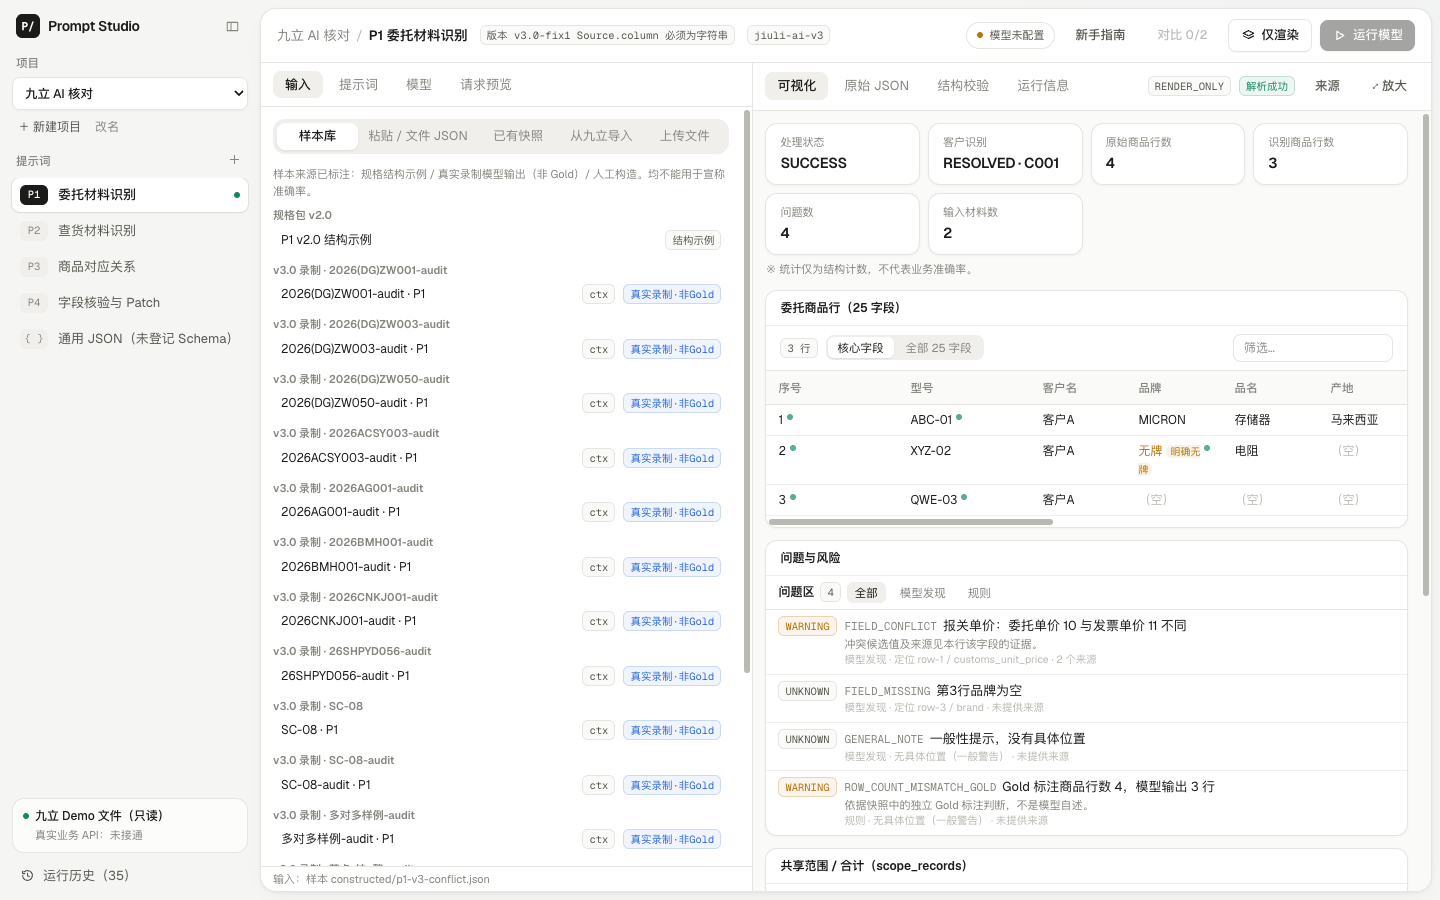 P/ Prompt Studio
项目
九立 AI 核对
+ 新建项目 改名
提示词 +
P1 委托材料识别
P2 查货材料识别
P3 商品对应关系
P4 字段核验与 Patch
{ } 通用 JSON（未登记 Schema）
九立 Demo 文件（只读）
真实业务 API：未接通
运行历史（35）
九立 AI 核对 / P1 委托材料识别 版本 v3.0-fix1 Source.column 必须为字符串 jiuli-ai-v3
模型未配置 新手指南 对比 0/2 仅渲染 运行模型
输入 提示词 模型 请求预览
样本库 粘贴 / 文件 JSON 已有快照 从九立导入 上传文件
样本来源已标注：规格结构示例 / 真实录制模型输出（非 Gold）/ 人工构造。均不能用于宣称
准确率。
规格包 v2.0
P1 v2.0 结构示例 结构示例
v3.0 录制 · 2026(DG)ZW001-audit
2026(DG)ZW001-audit · P1 ctx 真实录制·非Gold
v3.0 录制 · 2026(DG)ZW003-audit
2026(DG)ZW003-audit · P1 ctx 真实录制·非Gold
v3.0 录制 · 2026(DG)ZW050-audit
2026(DG)ZW050-audit · P1 ctx 真实录制·非Gold
v3.0 录制 · 2026ACSY003-audit
2026ACSY003-audit · P1 ctx 真实录制·非Gold
v3.0 录制 · 2026AG001-audit
2026AG001-audit · P1 ctx 真实录制·非Gold
v3.0 录制 · 2026BMH001-audit
2026BMH001-audit · P1 ctx 真实录制·非Gold
v3.0 录制 · 2026CNKJ001-audit
2026CNKJ001-audit · P1 ctx 真实录制·非Gold
v3.0 录制 · 26SHPYD056-audit
26SHPYD056-audit · P1 ctx 真实录制·非Gold
v3.0 录制 · SC-08
SC-08 · P1 ctx 真实录制·非Gold
v3.0 录制 · SC-08-audit
SC-08-audit · P1 ctx 真实录制·非Gold
v3.0 录制 · 多对多样例-audit
多对多样例-audit · P1 ctx 真实录制·非Gold
输入：样本 constructed/p1-v3-conflict.json
可视化 原始 JSON 结构校验 运行信息 RENDER_ONLY 解析成功 来源 放大
处理状态
SUCCESS
客户识别
RESOLVED · C001
原始商品行数
4
识别商品行数
3
问题数
4
输入材料数
2
※ 统计仅为结构计数，不代表业务准确率。
委托商品行（25 字段）
3 行 核心字段 全部 25 字段 筛选…
序号 型号 客户名 品牌 品名 产地
1 ABC-01 客户A MICRON 存储器 马来西亚
2 XYZ-02 客户A 无牌 明确无牌 电阻 （空）
3 QWE-03 客户A （空） （空） （空）
问题与风险
问题区 4 全部 模型发现 规则
WARNING FIELD_CONFLICT 报关单价：委托单价 10 与发票单价 11 不同
冲突候选值及来源见本行该字段的证据。
模型发现 · 定位 row-1 / customs_unit_price · 2 个来源
UNKNOWN FIELD_MISSING 第3行品牌为空
模型发现 · 定位 row-3 / brand · 未提供来源
UNKNOWN GENERAL_NOTE 一般性提示，没有具体位置
模型发现 · 无具体位置（一般警告） · 未提供来源
WARNING ROW_COUNT_MISMATCH_GOLD Gold 标注商品行数 4，模型输出 3 行
依据快照中的独立 Gold 标注判断，不是模型自述。
规则 · 无具体位置（一般警告） · 未提供来源
共享范围 / 合计（scope_records）